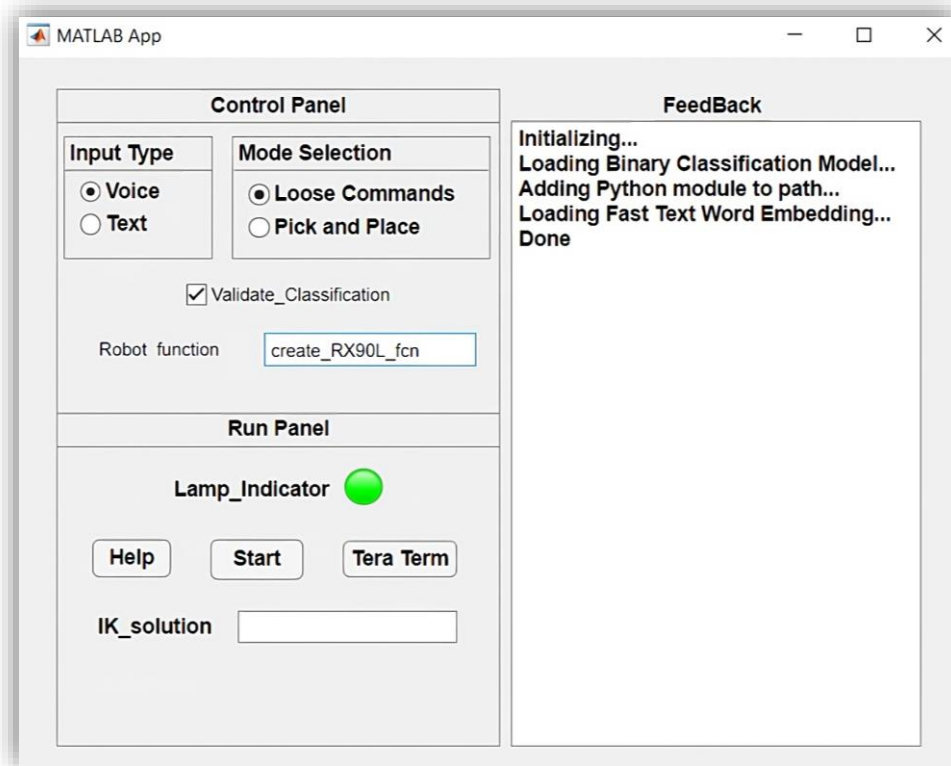 MATLAB App
Control Panel
Input Type
Voice
Text
Mode Selection
Loose Commands
Pick and Place
Validate_Classification
Robot function create_RX90L_fcn
Run Panel
Lamp_Indicator
Help Start Tera Term
IK_solution
FeedBack
Initializing...
Loading Binary Classification Model...
Adding Python module to path...
Loading Fast Text Word Embedding...
Done